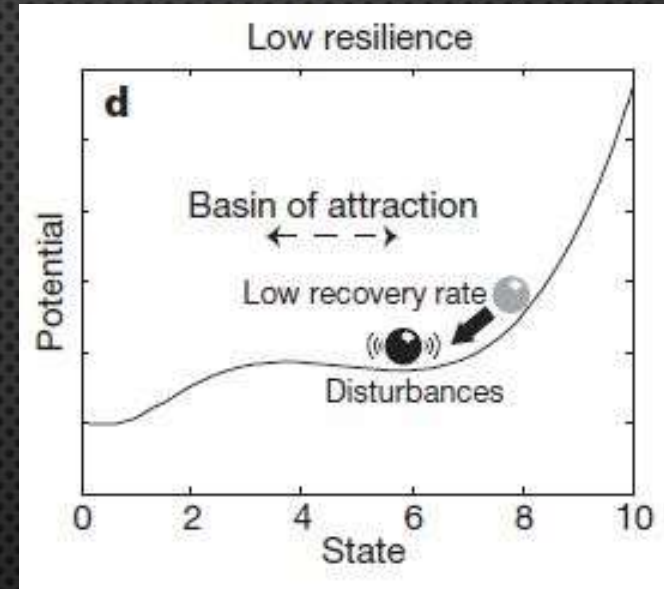 Low resilience
d
Basin of attraction
Low recovery rate
Disturbances
Potential
0 2 4 6 8 10
State